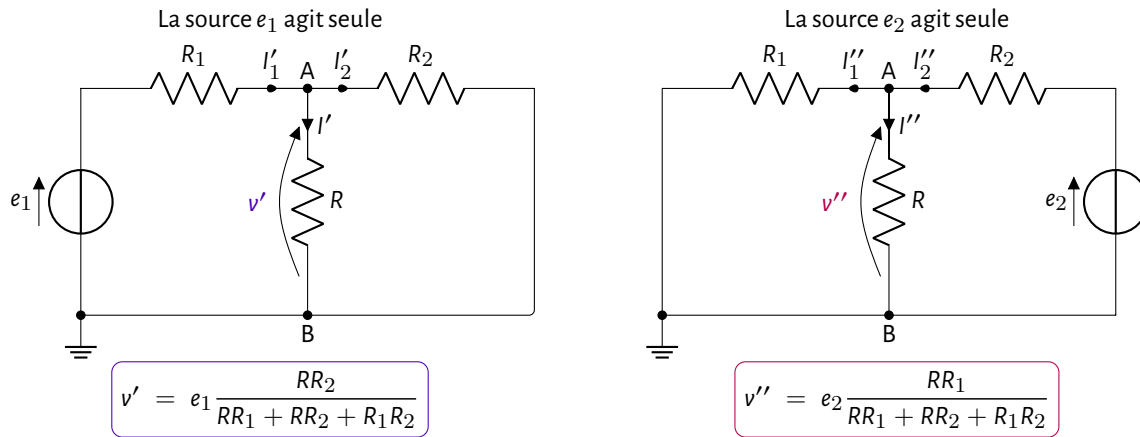 La source e₁ agit seule
R₁ I′₁ A I′₂ R₂
I′
e₁ v′ R
B
v′ = e₁ RR₂ / (RR₁ + RR₂ + R₁R₂)
La source e₂ agit seule
R₁ I″₁ A I″₂ R₂
I″
v″ R e₂
B
v″ = e₂ RR₁ / (RR₁ + RR₂ + R₁R₂)